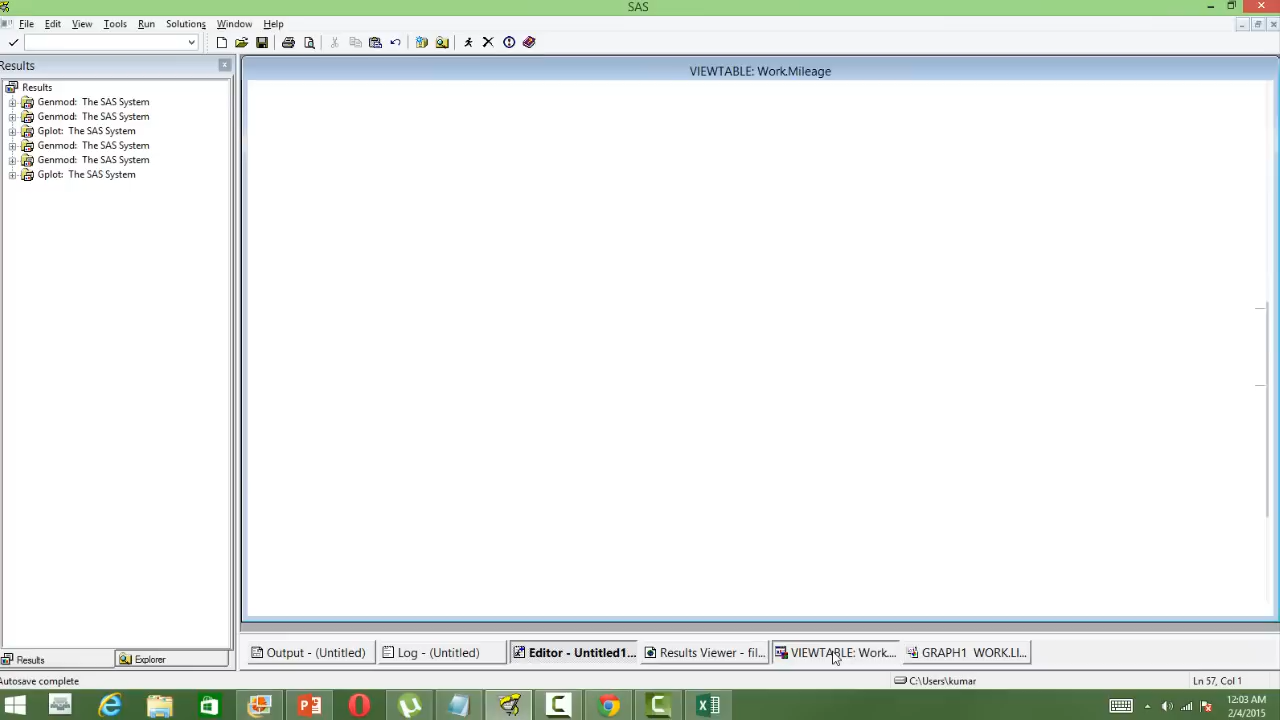 SAS
File Edit View Tools Run Solutions Window Help
Results
VIEWTABLE: Work.Mileage
Results
Genmod: The SAS System
Genmod: The SAS System
Gplot: The SAS System
Genmod: The SAS System
Genmod: The SAS System
Gplot: The SAS System
Results
Explorer
Output - (Untitled)
Log - (Untitled)
Editor - Untitled1...
Results Viewer - fil...
VIEWTABLE: Work....
GRAPH1 WORK.LI...
Autosave complete
C:\Users\kumar
Ln 57, Col 1
12:03 AM
2/4/2015